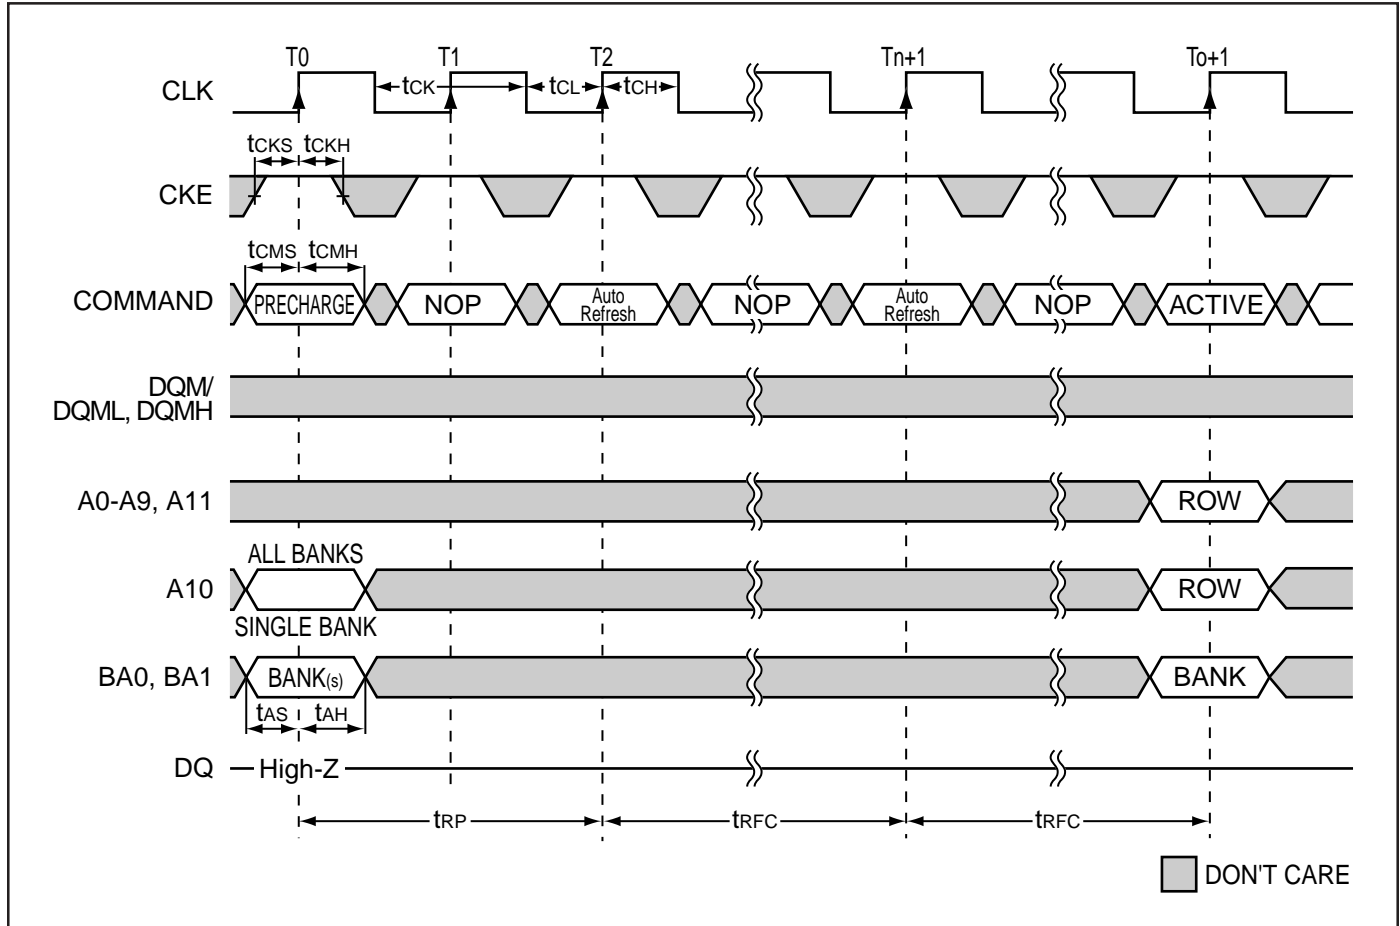 T0 T1 T2 Tn+1 To+1
CLK tCK tCL tCH
tCKS tCKH
CKE
tCMS tCMH
COMMAND PRECHARGE NOP Auto Refresh NOP Auto Refresh NOP ACTIVE
DQM/
DQML, DQMH
A0-A9, A11 ROW
ALL BANKS
A10 ROW
SINGLE BANK
BA0, BA1 BANK(s) BANK
tAS tAH
DQ High-Z
tRP tRFC tRFC
DON'T CARE